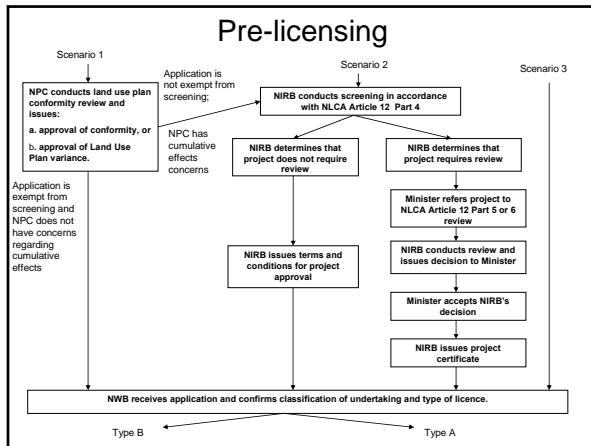 Pre-licensing
Scenario 1
Scenario 2
Scenario 3
NPC conducts land use plan
conformity review and
issues:
a. approval of conformity, or
b. approval of Land Use
Plan variance.
Application is
not exempt from
screening;
NPC has
cumulative
effects
concerns
NIRB conducts screening in accordance
with NLCA Article 12 Part 4
NIRB determines that
project does not require
review
NIRB determines that
project requires review
Application is
exempt from
screening and
NPC does not
have concerns
regarding
cumulative
effects
Minister refers project to
NLCA Article 12 Part 5 or 6
review
NIRB issues terms and
conditions for project
approval
NIRB conducts review and
issues decision to Minister
Minister accepts NIRB's
decision
NIRB issues project
certificate
NWB receives application and confirms classification of undertaking and type of licence.
Type B
Type A